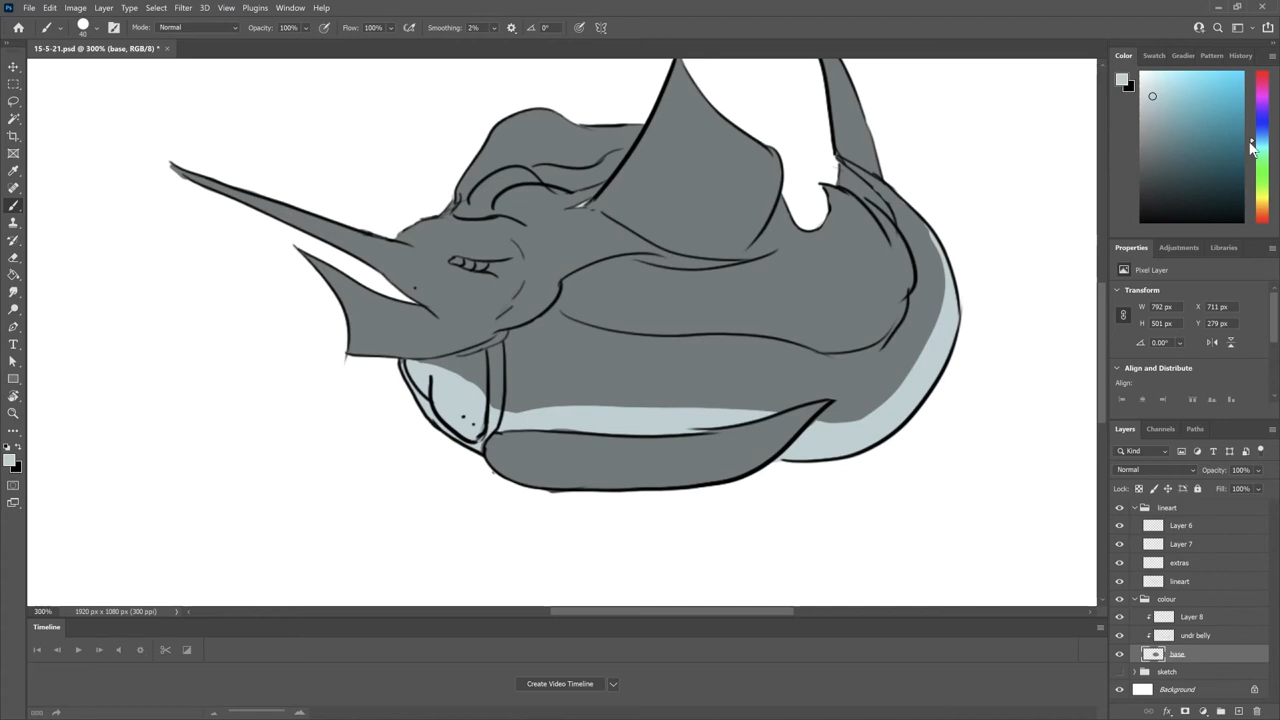 Ps File Edit Image Layer Type Select Filter 3D View Plugins Window Help
40 Mode: Normal Opacity: 100% Flow: 100% Smoothing: 2% 0°
15-5-21.psd @ 300% (base, RGB/8) *
Color Swatch Gradier Pattern History
Properties Adjustments Libraries
Pixel Layer
Transform
W 792 px X 711 px
H 501 px Y 279 px
0.00°
Align and Distribute
Align:
Layers Channels Paths
Kind
Normal Opacity: 100%
Lock: Fill: 100%
lineart
Layer 6
Layer 7
extras
lineart
colour
Layer 8
undr belly
base
sketch
Background
300% 1920 px x 1080 px (300 ppi)
Timeline
Create Video Timeline